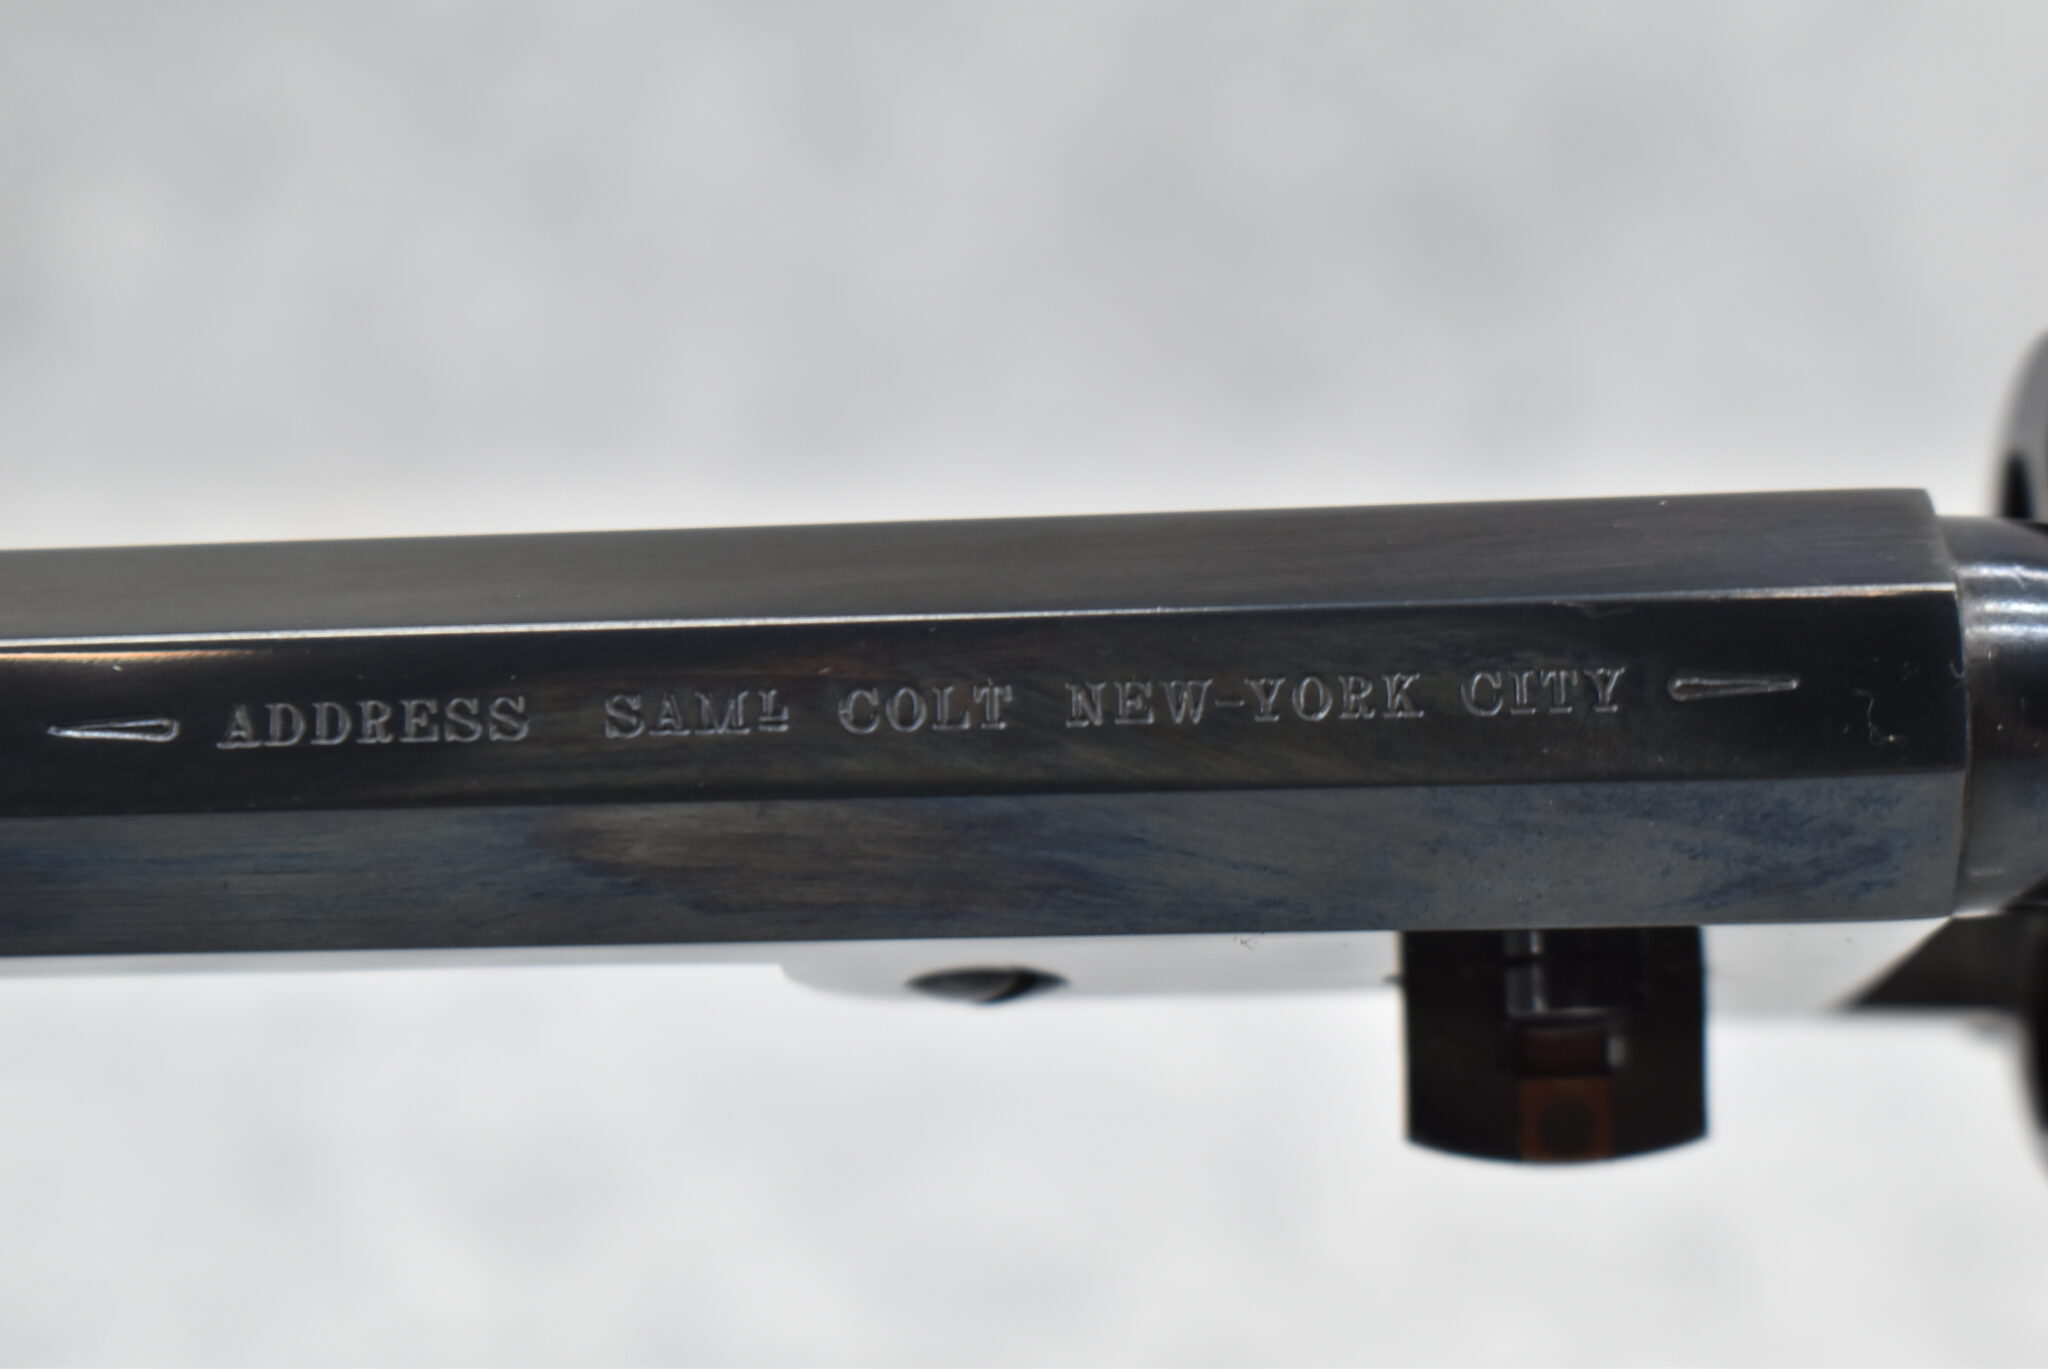 ADDRESS SAMᴸ COLT NEW-YORK CITY